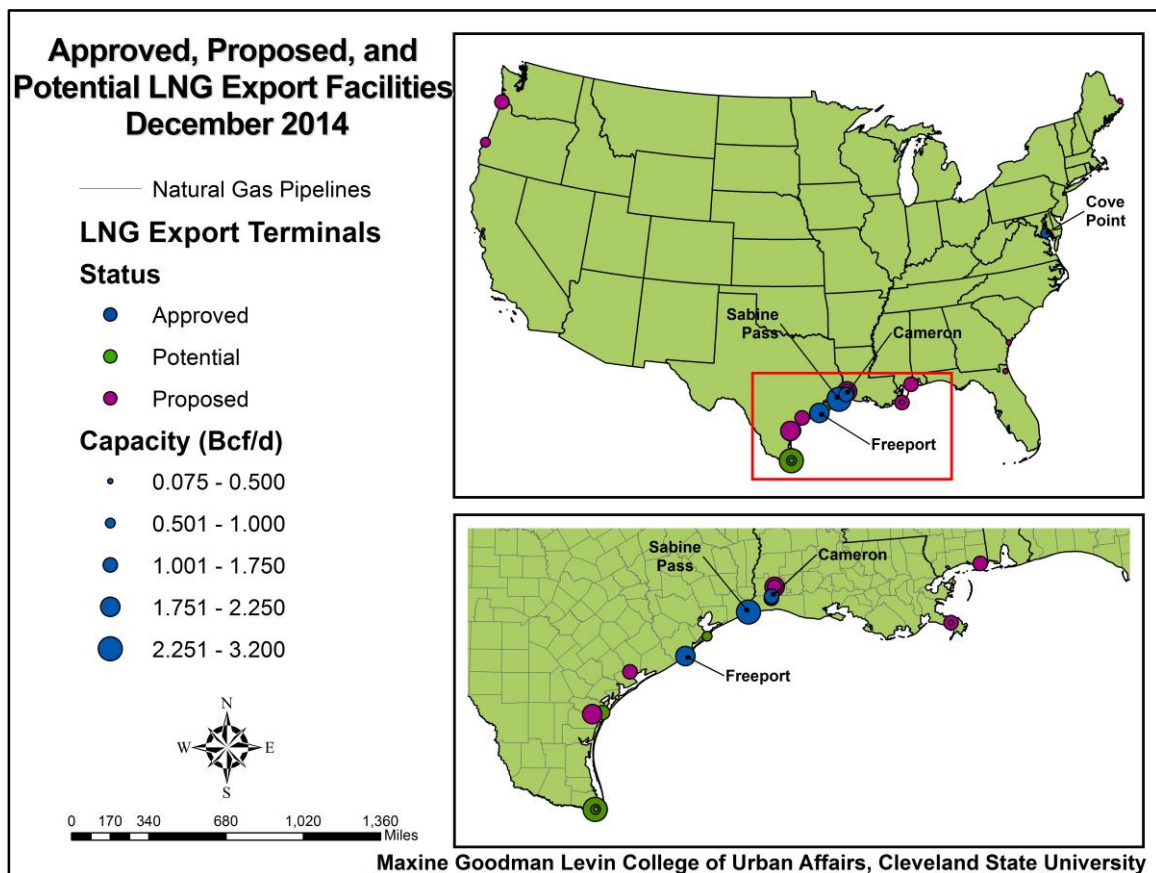 Approved, Proposed, and
Potential LNG Export Facilities
December 2014
Natural Gas Pipelines
LNG Export Terminals
Status
Approved
Potential
Proposed
Capacity (Bcf/d)
0.075 - 0.500
0.501 - 1.000
1.001 - 1.750
1.751 - 2.250
2.251 - 3.200
N
W E
S
0 170 340 680 1,020 1,360
Miles
Cove
Point
Sabine
Pass
Cameron
Freeport
Sabine
Pass
Cameron
Freeport
Maxine Goodman Levin College of Urban Affairs, Cleveland State University